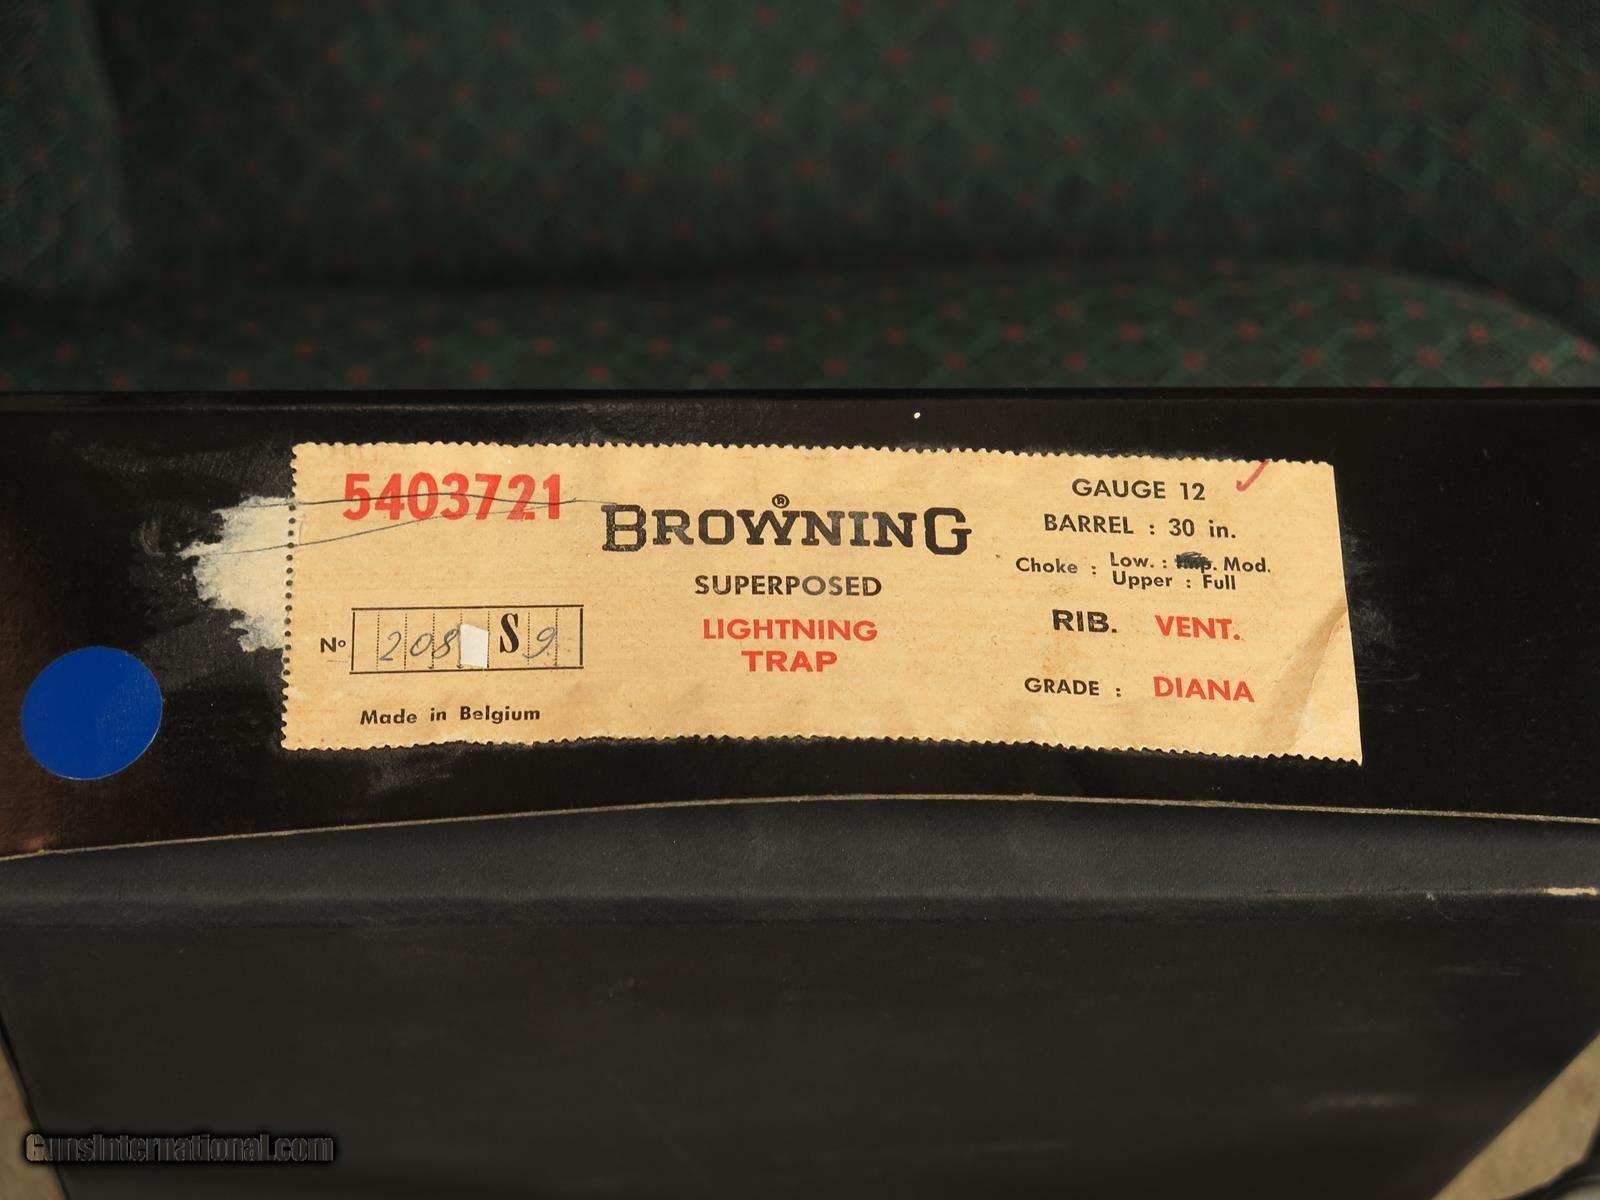 5403721
Nº 208 S 9
Made in Belgium
BROWNING®
SUPERPOSED
LIGHTNING
TRAP
GAUGE 12
BARREL : 30 in.
Choke : Low. : Mod.
Upper : Full
RIB. VENT.
GRADE : DIANA
GunsInternational.com